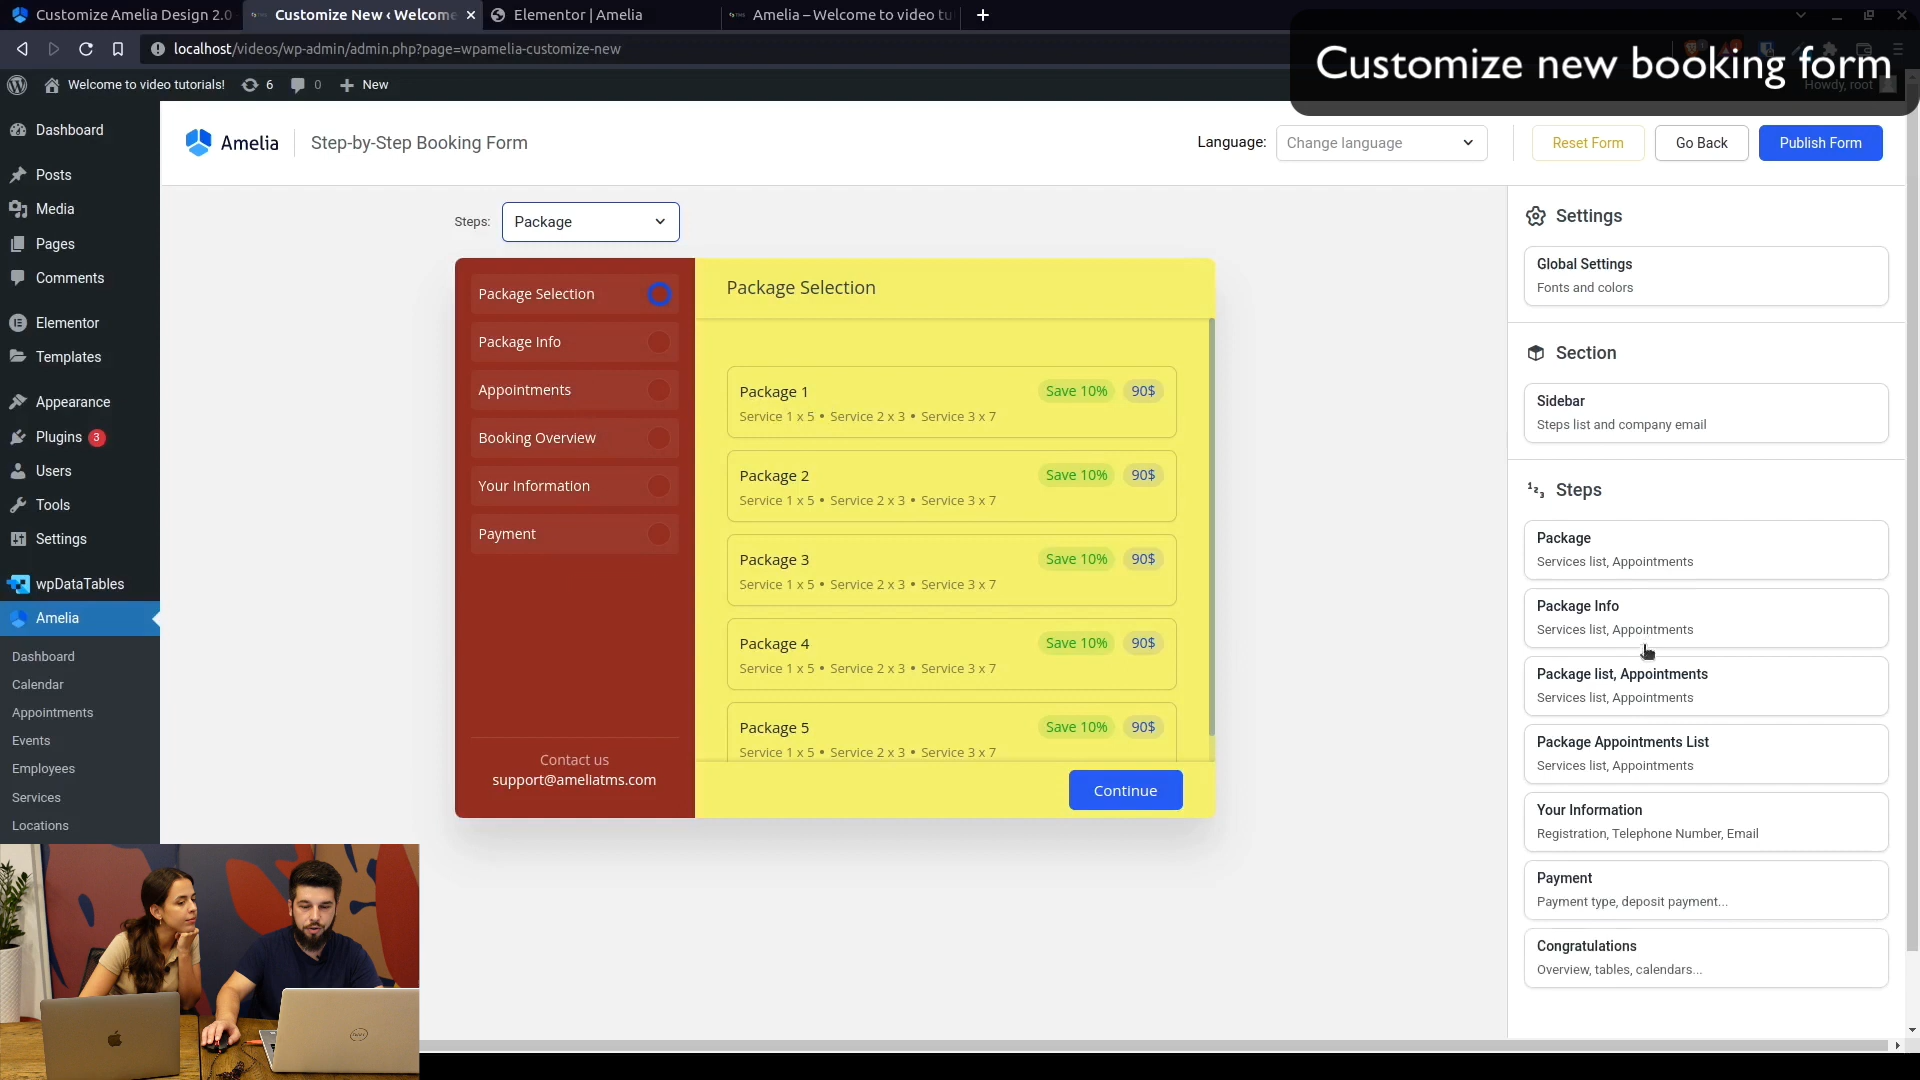 Customize Amelia Design 2.0
Customize New ‹ Welcome
Elementor | Amelia
Amelia – Welcome to video tu
localhost/videos/wp-admin/admin.php?page=wpamelia-customize-new
Customize new booking form
Welcome to video tutorials!
6
0
New
Howdy, root
Dashboard
Posts
Media
Pages
Comments
Elementor
Templates
Appearance
Plugins 3
Users
Tools
Settings
wpDataTables
Amelia
Dashboard
Calendar
Appointments
Events
Employees
Services
Locations
Amelia
Step-by-Step Booking Form
Language:
Change language
Reset Form
Go Back
Publish Form
Steps:
Package
Package Selection
Package Info
Appointments
Booking Overview
Your Information
Payment
Contact us
support@ameliatms.com
Package Selection
Package 1
Save 10%
90$
Service 1 x 5 • Service 2 x 3 • Service 3 x 7
Package 2
Save 10%
90$
Service 1 x 5 • Service 2 x 3 • Service 3 x 7
Package 3
Save 10%
90$
Service 1 x 5 • Service 2 x 3 • Service 3 x 7
Package 4
Save 10%
90$
Service 1 x 5 • Service 2 x 3 • Service 3 x 7
Package 5
Save 10%
90$
Service 1 x 5 • Service 2 x 3 • Service 3 x 7
Continue
Settings
Global Settings
Fonts and colors
Section
Sidebar
Steps list and company email
Steps
Package
Services list, Appointments
Package Info
Services list, Appointments
Package list, Appointments
Services list, Appointments
Package Appointments List
Services list, Appointments
Your Information
Registration, Telephone Number, Email
Payment
Payment type, deposit payment...
Congratulations
Overview, tables, calendars...